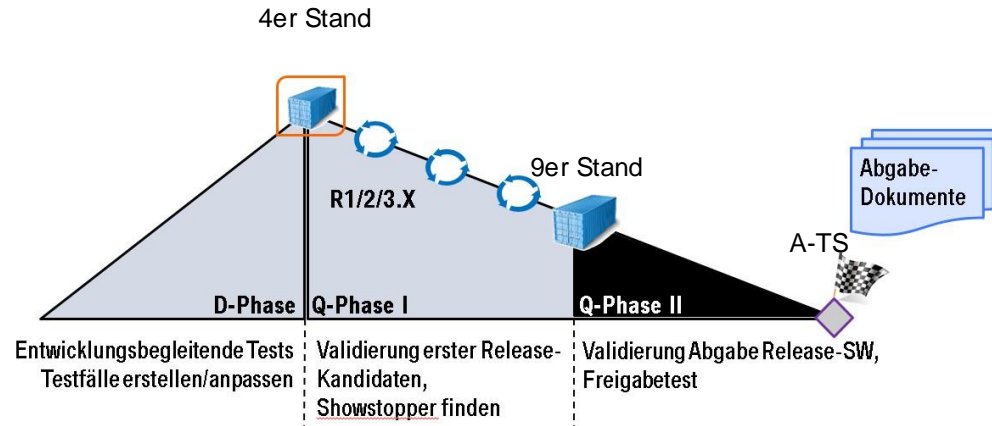 4er Stand
9er Stand
R1/2/3.X
Abgabe-
Dokumente
A-TS
D-Phase
Q-Phase I
Q-Phase II
Entwicklungsbegleitende Tests
Testfälle erstellen/anpassen
Validierung erster Release-
Kandidaten,
Showstopper finden
Validierung Abgabe Release-SW,
Freigabetest